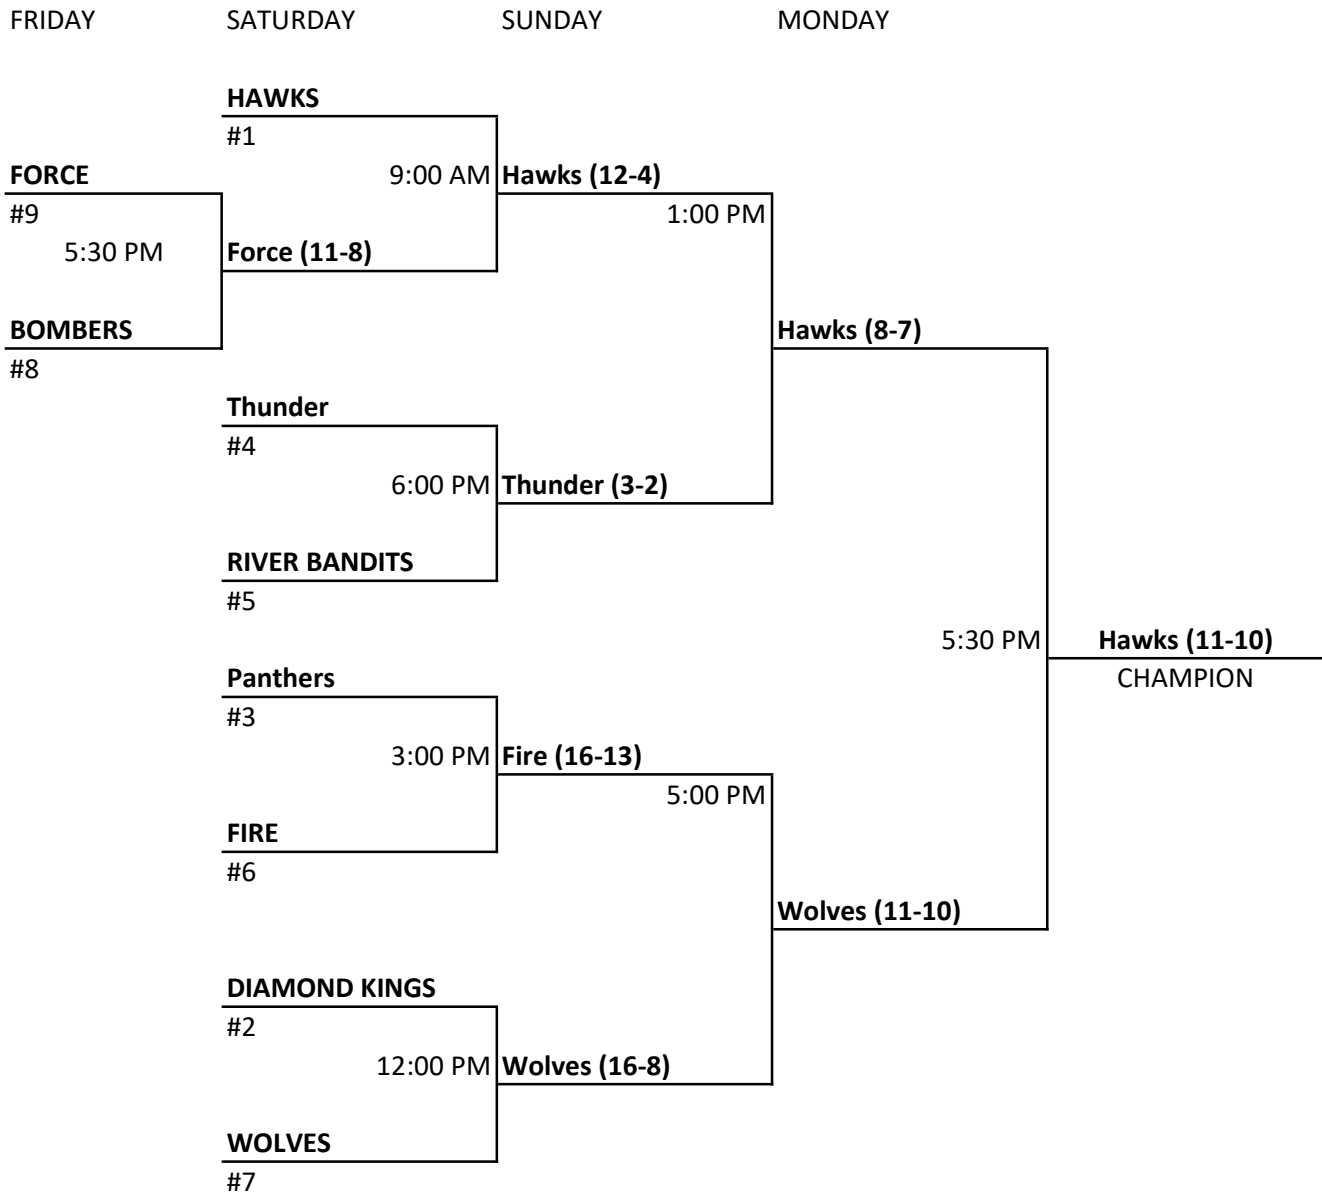 FRIDAY SATURDAY SUNDAY MONDAY
HAWKS
#1
FORCE 9:00 AM Hawks (12-4)
#9 1:00 PM
5:30 PM Force (11-8)
BOMBERS Hawks (8-7)
#8
Thunder
#4
6:00 PM Thunder (3-2)
RIVER BANDITS
#5
5:30 PM Hawks (11-10)
Panthers CHAMPION
#3
3:00 PM Fire (16-13)
5:00 PM
FIRE
#6
Wolves (11-10)
DIAMOND KINGS
#2
12:00 PM Wolves (16-8)
WOLVES
#7